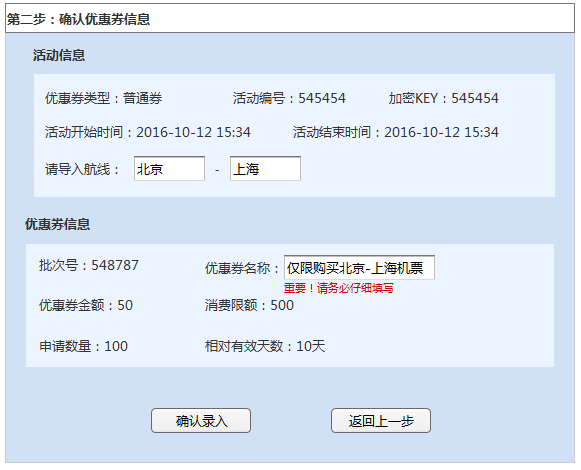 第二步：确认优惠券信息
活动信息
优惠券类型：普通券 活动编号：545454 加密KEY：545454
活动开始时间：2016-10-12 15:34 活动结束时间：2016-10-12 15:34
请导入航线： 北京 - 上海
优惠券信息
批次号：548787 优惠券名称：仅限购买北京-上海机票
重要！请务必仔细填写
优惠券金额：50 消费限额：500
申请数量：100 相对有效天数：10天
确认录入 返回上一步